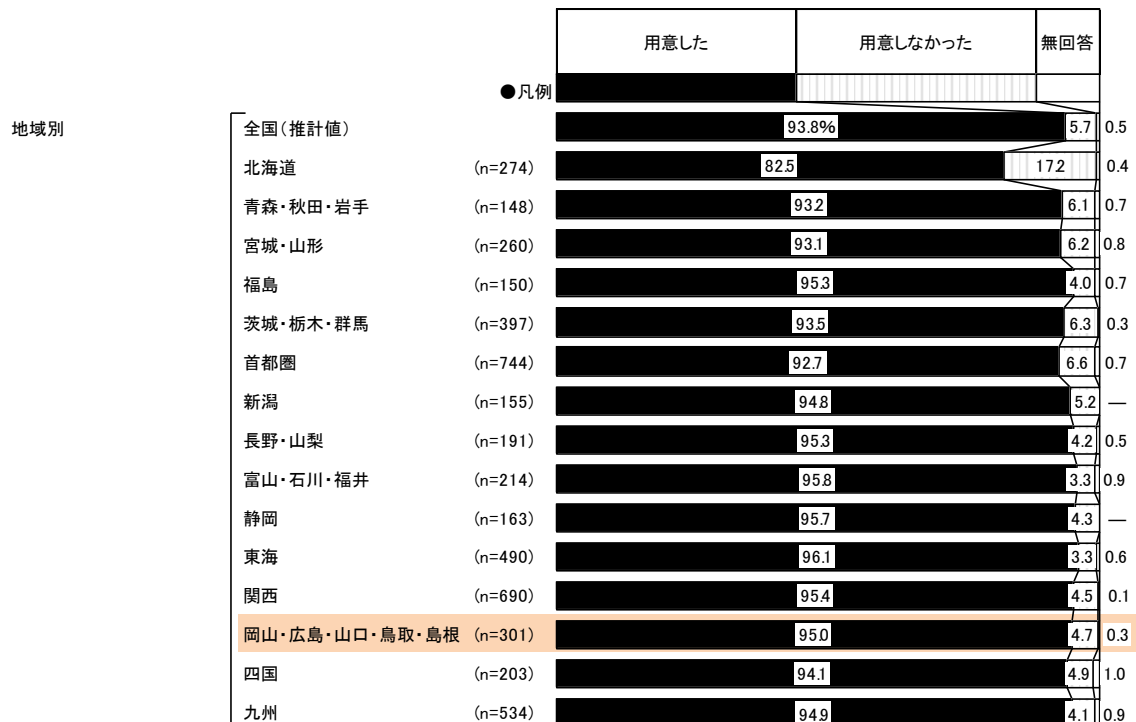 用意した 用意しなかった 無回答
●凡例
地域別 全国(推計値) 93.8% 5.7 0.5
北海道 (n=274) 82.5 17.2 0.4
青森・秋田・岩手 (n=148) 93.2 6.1 0.7
宮城・山形 (n=260) 93.1 6.2 0.8
福島 (n=150) 95.3 4.0 0.7
茨城・栃木・群馬 (n=397) 93.5 6.3 0.3
首都圏 (n=744) 92.7 6.6 0.7
新潟 (n=155) 94.8 5.2 ―
長野・山梨 (n=191) 95.3 4.2 0.5
富山・石川・福井 (n=214) 95.8 3.3 0.9
静岡 (n=163) 95.7 4.3 ―
東海 (n=490) 96.1 3.3 0.6
関西 (n=690) 95.4 4.5 0.1
岡山・広島・山口・鳥取・島根 (n=301) 95.0 4.7 0.3
四国 (n=203) 94.1 4.9 1.0
九州 (n=534) 94.9 4.1 0.9